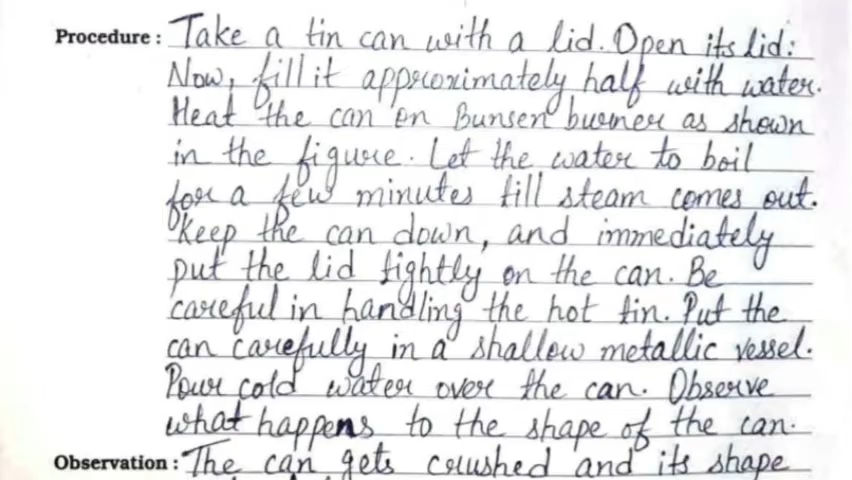 Procedure : Take a tin can with a lid. Open its lid.
Now, fill it approximately half with water.
Heat the can on Bunsen burner as shown
in the figure. Let the water to boil
for a few minutes till steam comes out.
Keep the can down, and immediately
put the lid tightly on the can. Be
careful in handling the hot tin. Put the
can carefully in a shallow metallic vessel.
Pour cold water over the can. Observe
what happens to the shape of the can.
Observation : The can gets crushed and its shape